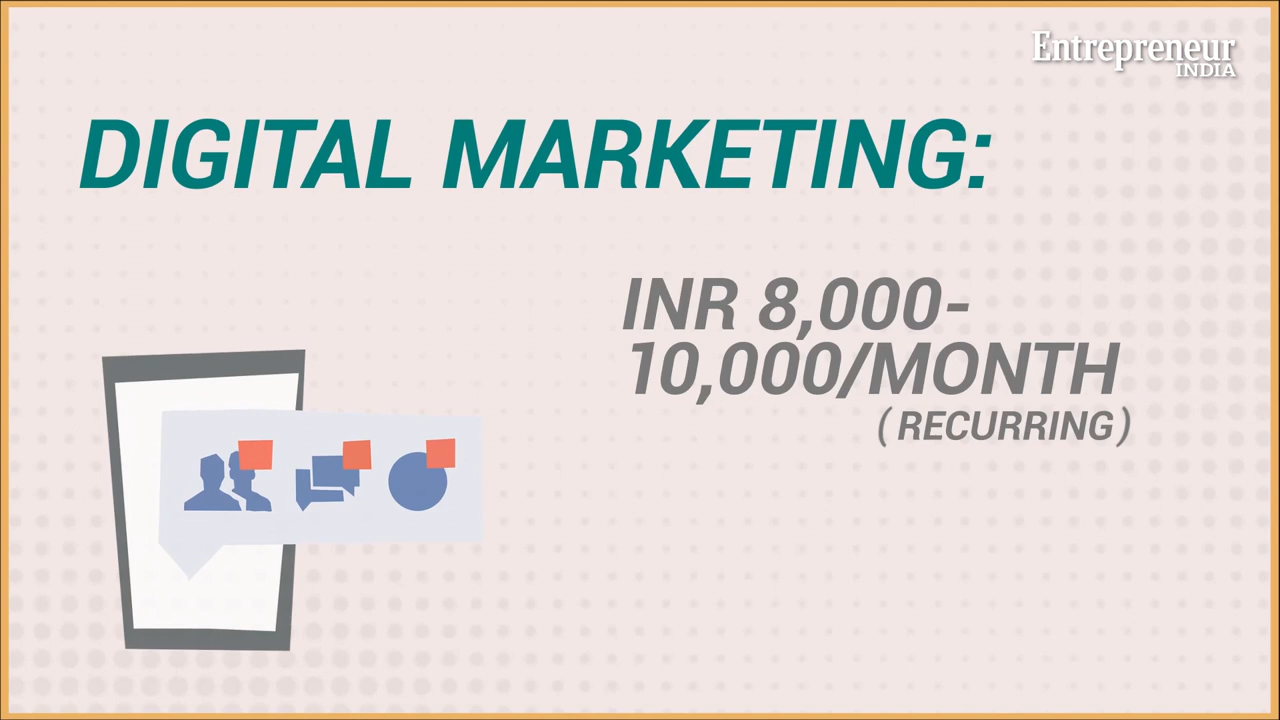 Entrepreneur
INDIA
DIGITAL MARKETING:
INR 8,000-
10,000/MONTH
( RECURRING )